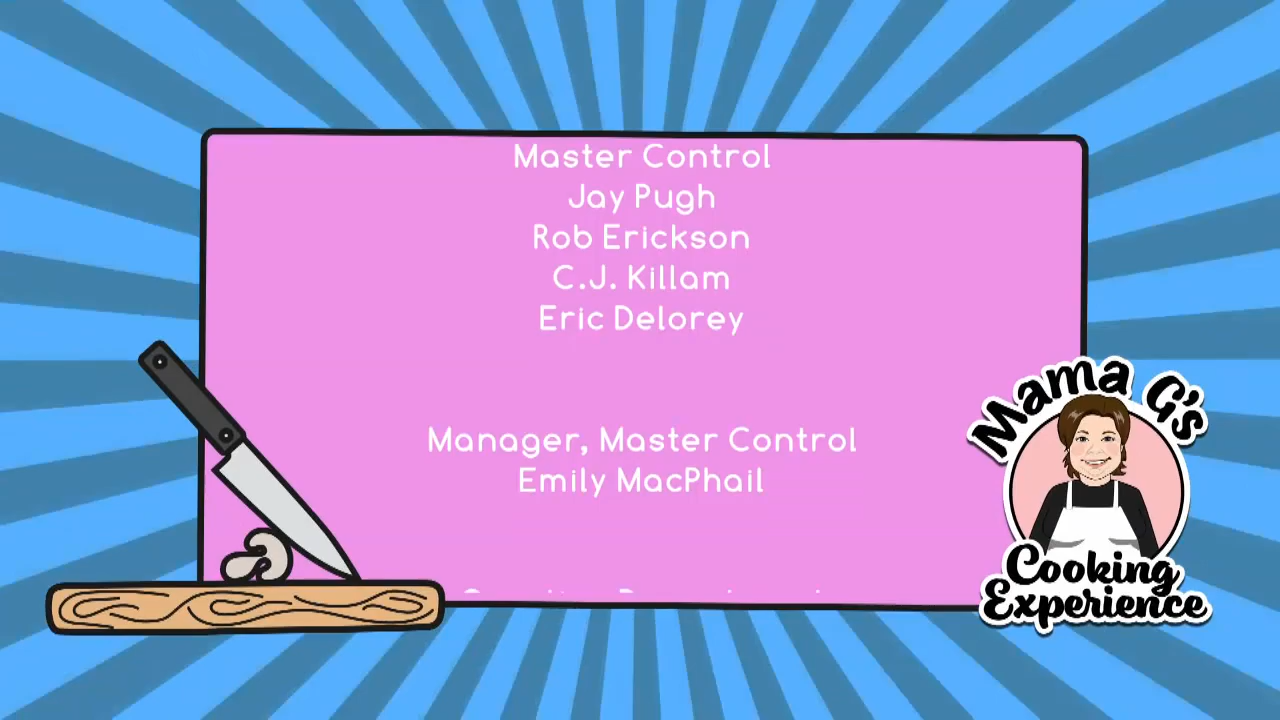 Master Control
Jay Pugh
Rob Erickson
C.J. Killam
Eric Delorey
Manager, Master Control
Emily MacPhail
Mama G's
Cooking
Experience